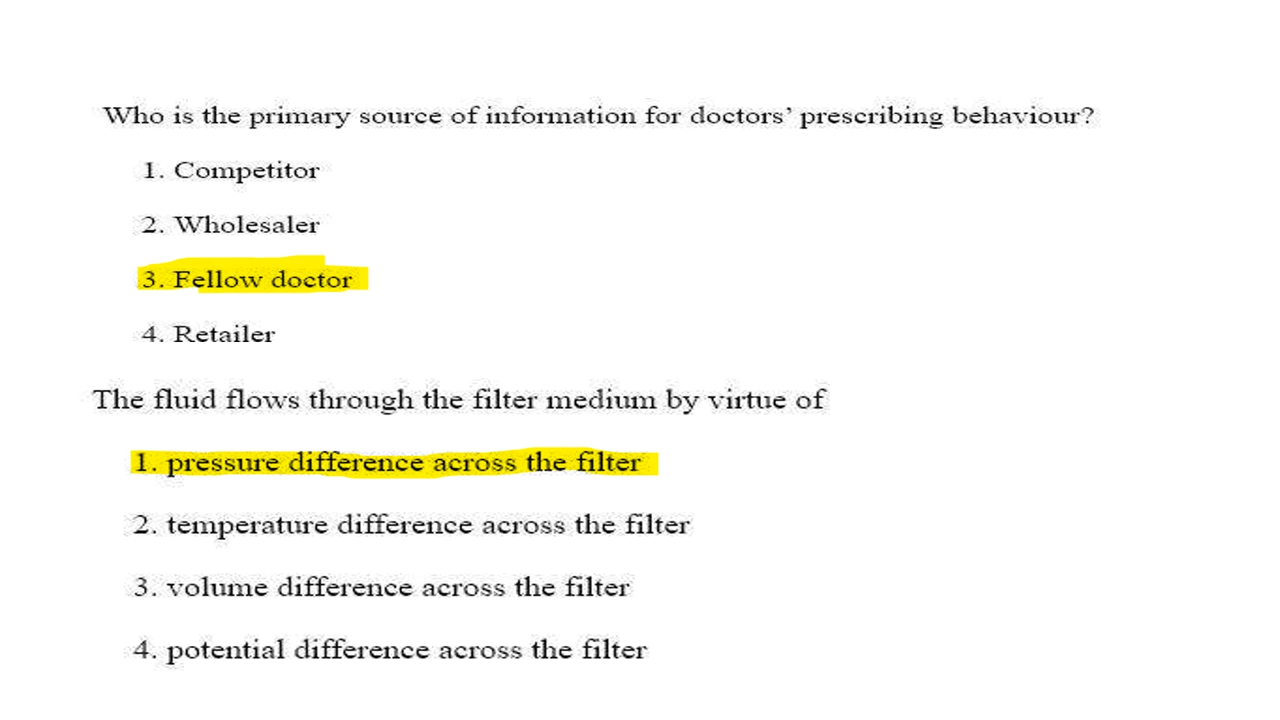 Who is the primary source of information for doctors’ prescribing behaviour?
1. Competitor
2. Wholesaler
3. Fellow doctor
4. Retailer
The fluid flows through the filter medium by virtue of
1. pressure difference across the filter
2. temperature difference across the filter
3. volume difference across the filter
4. potential difference across the filter